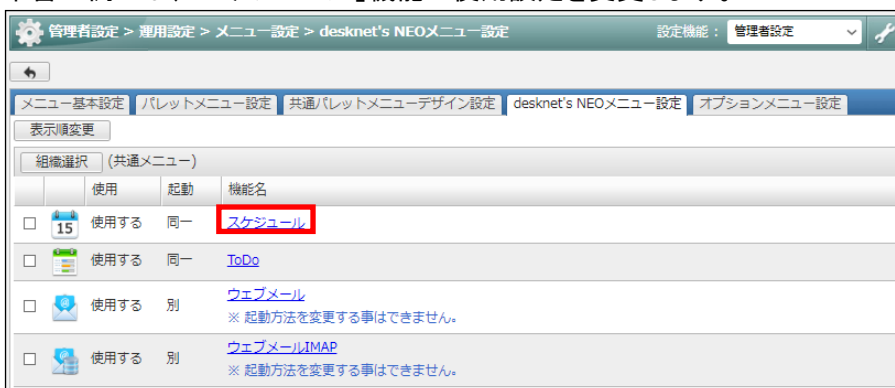 管理者設定 > 運用設定 > メニュー設定 > desknet's NEOメニュー設定 設定機能： 管理者設定
メニュー基本設定 パレットメニュー設定 共通パレットメニューデザイン設定 desknet's NEOメニュー設定 オプションメニュー設定
表示順変更
組織選択 (共通メニュー)
使用 起動 機能名
15 使用する 同一 スケジュール
使用する 同一 ToDo
使用する 別 ウェブメール
※ 起動方法を変更する事はできません。
使用する 別 ウェブメールIMAP
※ 起動方法を変更する事はできません。